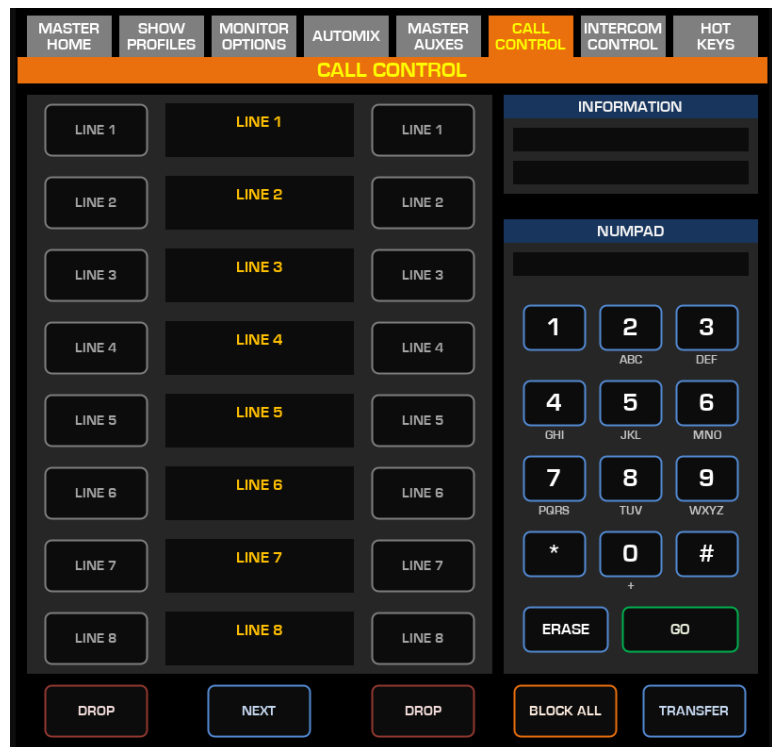 MASTER HOME SHOW PROFILES MONITOR OPTIONS AUTOMIX MASTER AUXES CALL CONTROL INTERCOM CONTROL HOT KEYS
CALL CONTROL
LINE 1 LINE 1 LINE 1
LINE 2 LINE 2 LINE 2
LINE 3 LINE 3 LINE 3
LINE 4 LINE 4 LINE 4
LINE 5 LINE 5 LINE 5
LINE 6 LINE 6 LINE 6
LINE 7 LINE 7 LINE 7
LINE 8 LINE 8 LINE 8
INFORMATION
NUMPAD
1 2 3
ABC DEF
4 5 6
GHI JKL MNO
7 8 9
PQRS TUV WXYZ
* 0 #
+
ERASE GO
DROP NEXT DROP BLOCK ALL TRANSFER